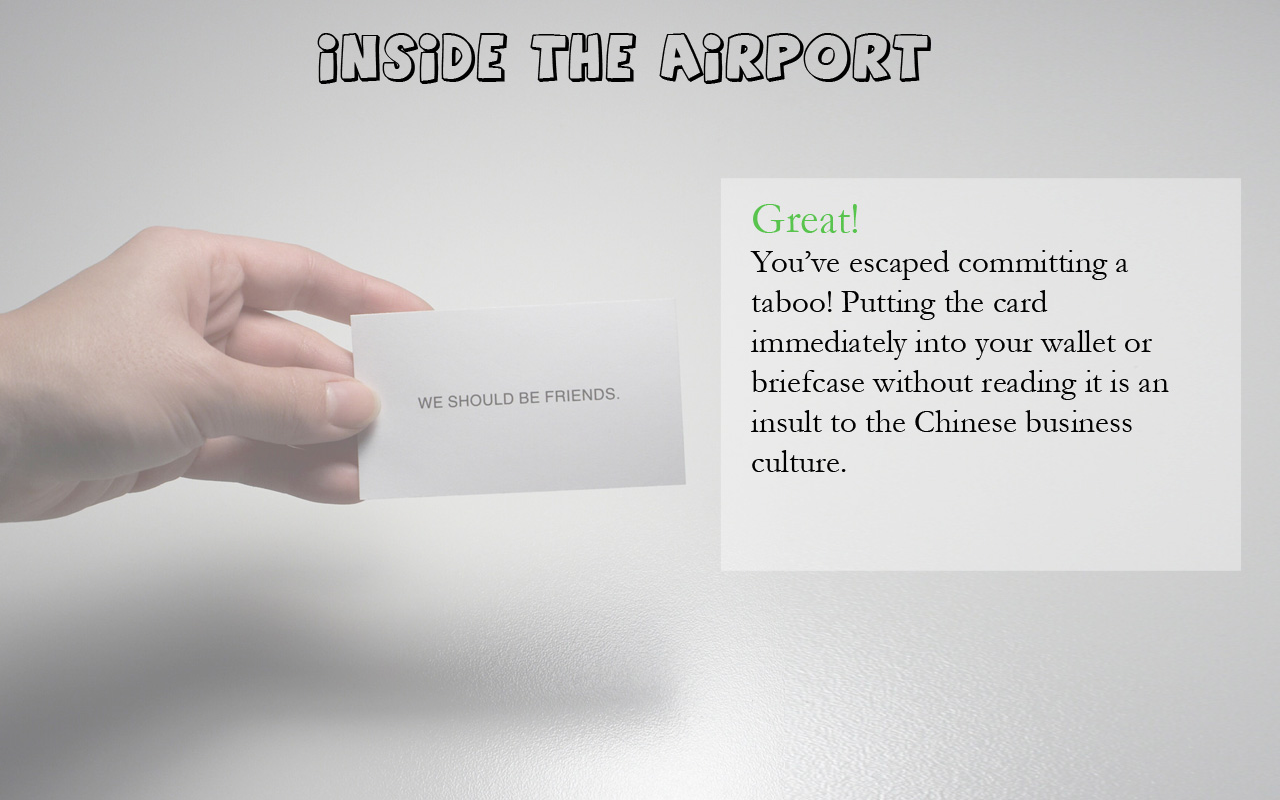 INSIDE THE AIRPORT
Great!
You’ve escaped committing a
taboo! Putting the card
immediately into your wallet or
briefcase without reading it is an
insult to the Chinese business
culture.
WE SHOULD BE FRIENDS.